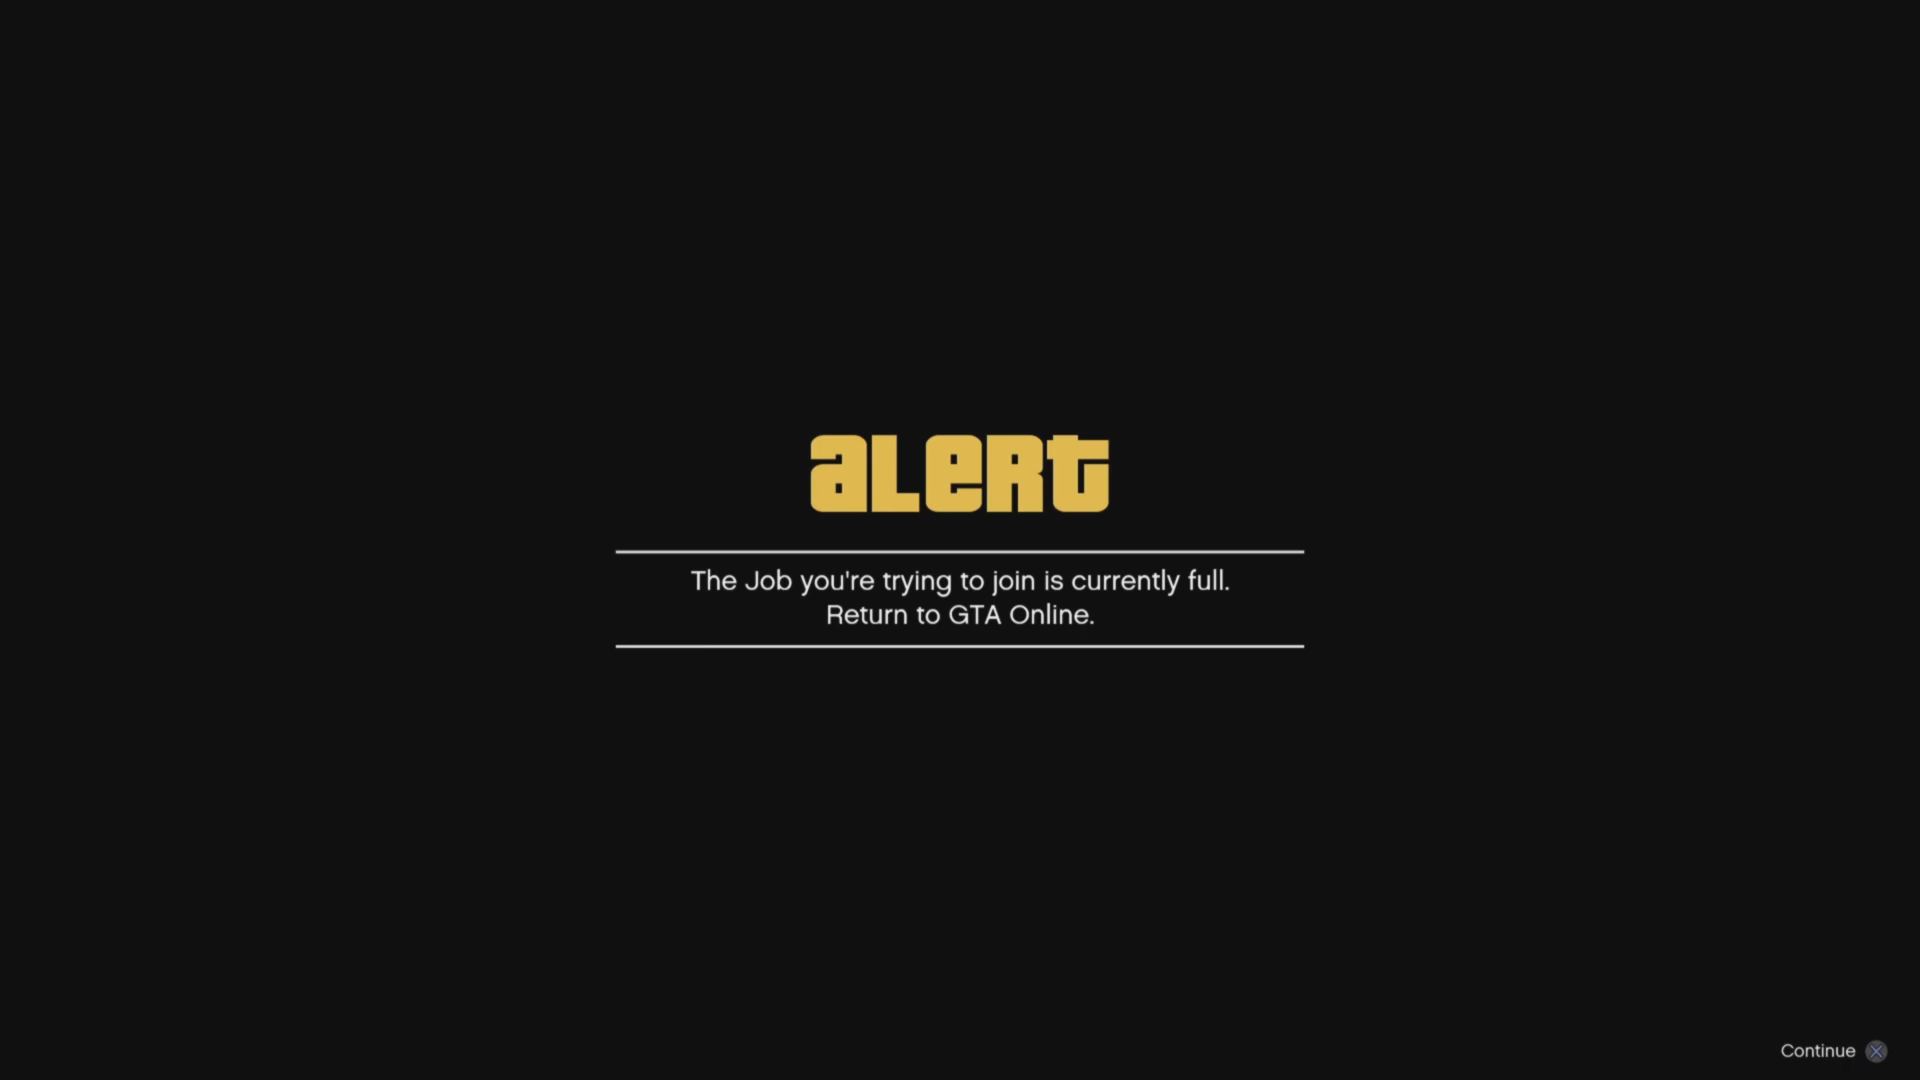 alert
The Job you're trying to join is currently full.
Return to GTA Online.
Continue